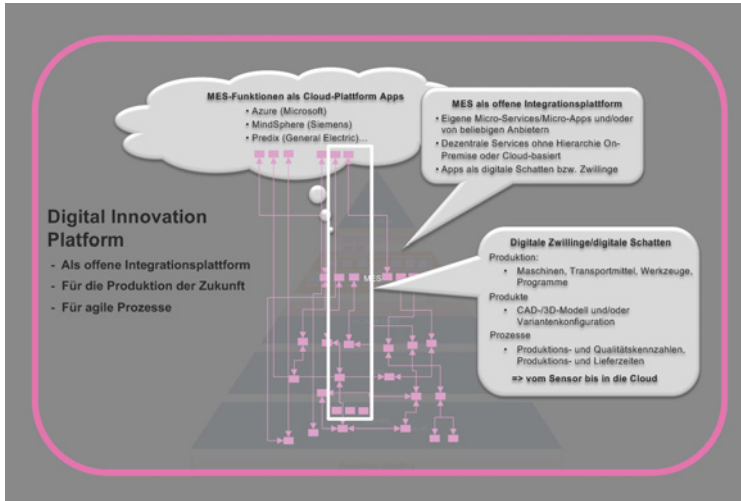 MES-Funktionen als Cloud-Plattform Apps
• Azure (Microsoft)
• MindSphere (Siemens)
• Predix (General Electric)...
MES als offene Integrationsplattform
• Eigene Micro-Services/Micro-Apps und/oder
von beliebigen Anbietern
• Dezentrale Services ohne Hierarchie On-
Premise oder Cloud-basiert
• Apps als digitale Schatten bzw. Zwillinge
Digital Innovation
Platform
- Als offene Integrationsplattform
- Für die Produktion der Zukunft
- Für agile Prozesse
MES
Digitale Zwillinge/digitale Schatten
Produktion:
• Maschinen, Transportmittel, Werkzeuge,
Programme
Produkte
• CAD-/3D-Modell und/oder
Variantenkonfiguration
Prozesse
• Produktions- und Qualitätskennzahlen,
Produktions- und Lieferzeiten
=> vom Sensor bis in die Cloud